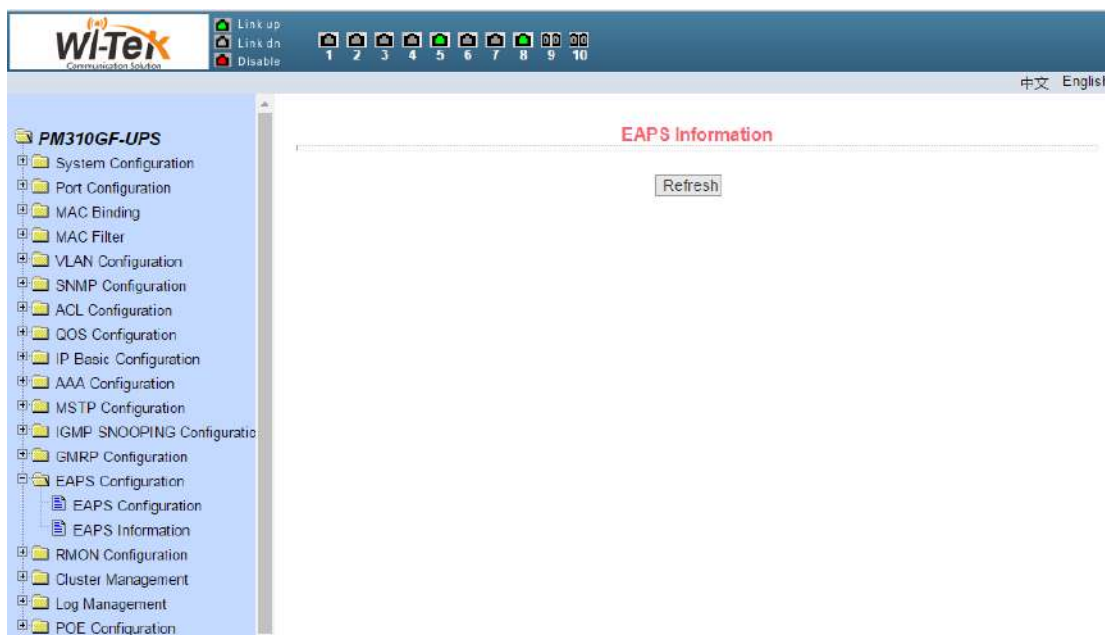 WI-TEK
Communication Solution
Link up
Link dn
Disable
1 2 3 4 5 6 7 8 9 10
中文 English
PM310GF-UPS
System Configuration
Port Configuration
MAC Binding
MAC Filter
VLAN Configuration
SNMP Configuration
ACL Configuration
QOS Configuration
IP Basic Configuration
AAA Configuration
MSTP Configuration
IGMP SNOOPING Configuratio
GMRP Configuration
EAPS Configuration
EAPS Configuration
EAPS Information
RMON Configuration
Cluster Management
Log Management
POE Configuration
EAPS Information
Refresh